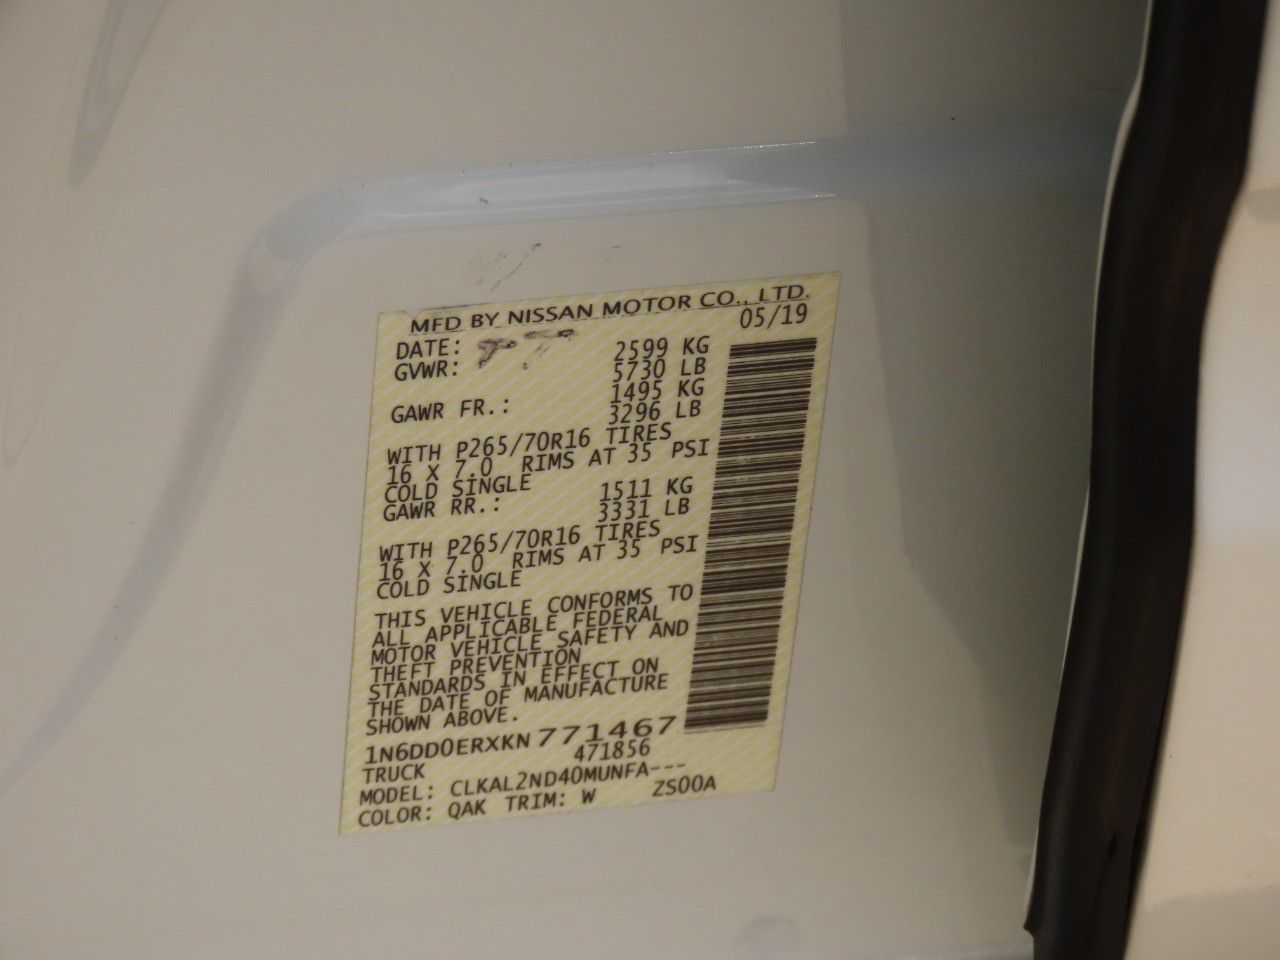 MFD BY NISSAN MOTOR CO., LTD.
DATE: 05/19
GVWR: 2599 KG
5730 LB
GAWR FR.: 1495 KG
3296 LB
WITH P265/70R16 TIRES
16 X 7.0 RIMS AT 35 PSI
COLD SINGLE
GAWR RR.: 1511 KG
3331 LB
WITH P265/70R16 TIRES
16 X 7.0 RIMS AT 35 PSI
COLD SINGLE
THIS VEHICLE CONFORMS TO
ALL APPLICABLE FEDERAL
MOTOR VEHICLE SAFETY AND
THEFT PREVENTION
STANDARDS IN EFFECT ON
THE DATE OF MANUFACTURE
SHOWN ABOVE.
1N6DD0ERXKN771467
TRUCK 471856
MODEL: CLKAL2ND40MUNFA---
COLOR: QAK TRIM: W ZS00A